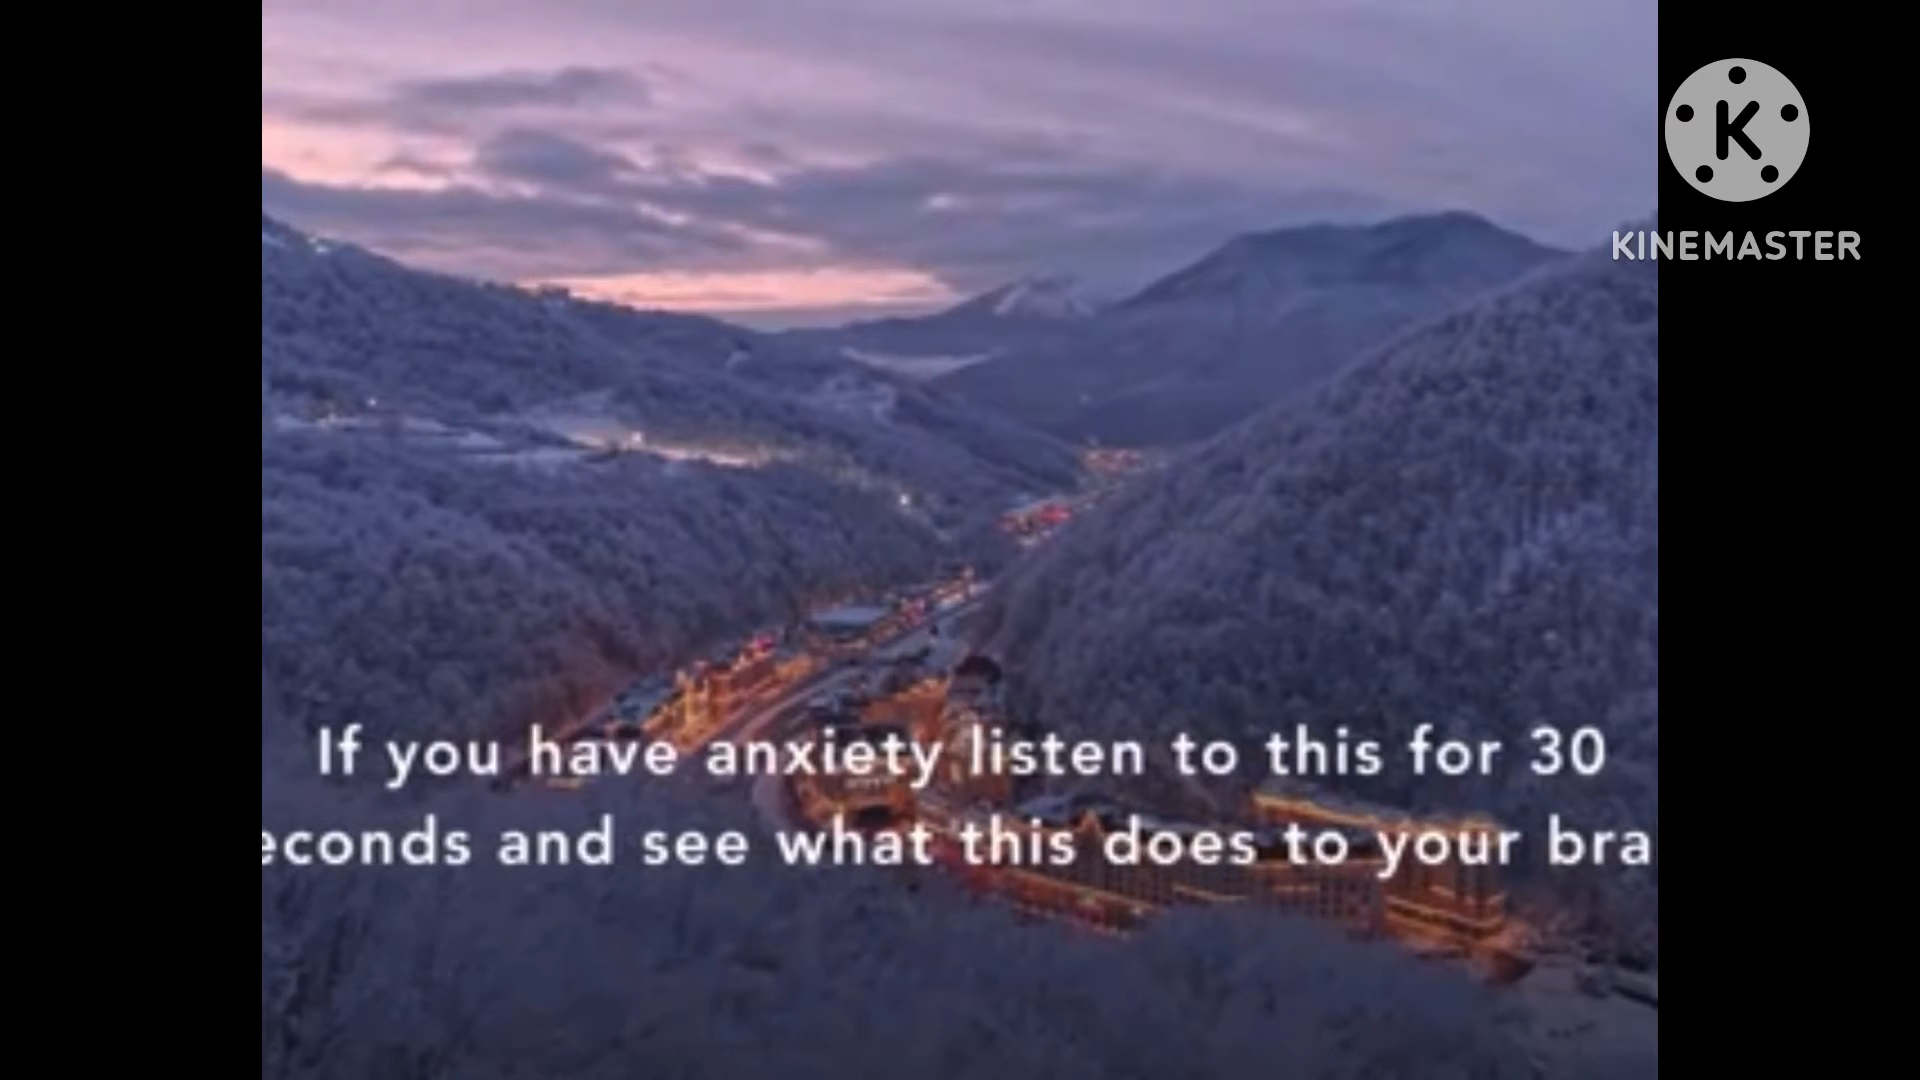 K
KINEMASTER
If you have anxiety listen to this for 30
econds and see what this does to your bra